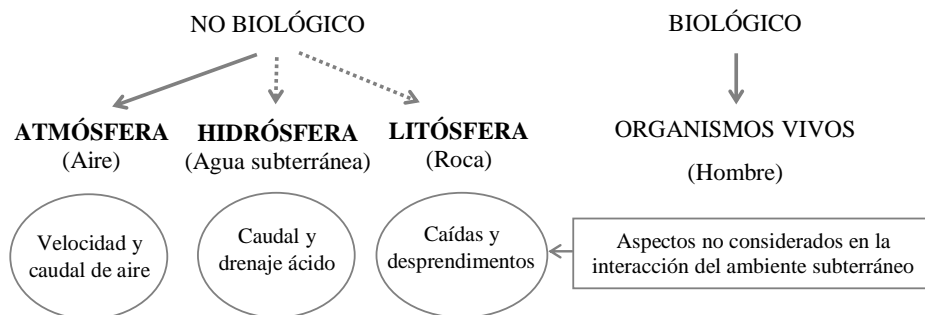 NO BIOLÓGICO
BIOLÓGICO
ATMÓSFERA
(Aire)
HIDRÓSFERA
(Agua subterránea)
LITÓSFERA
(Roca)
ORGANISMOS VIVOS
(Hombre)
Velocidad y
caudal de aire
Caudal y
drenaje ácido
Caídas y
desprendimentos
Aspectos no considerados en la
interacción del ambiente subterráneo